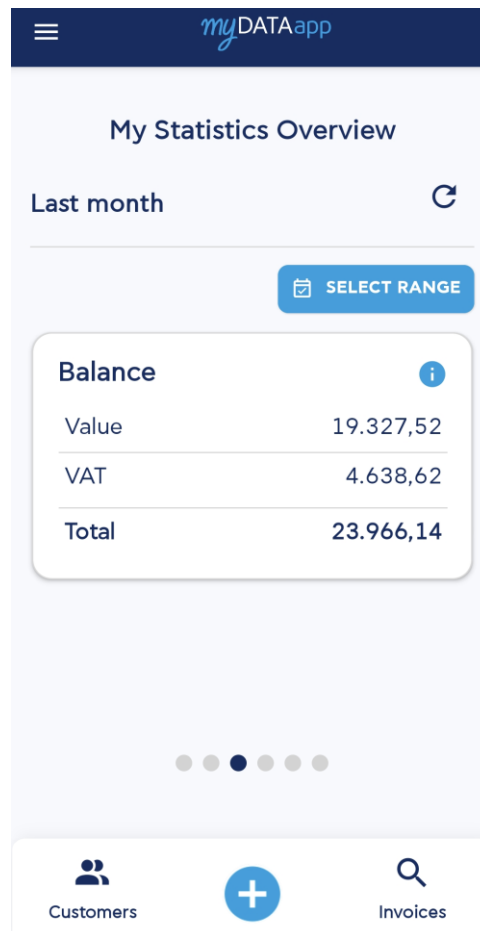 myDATAapp
My Statistics Overview
Last month
SELECT RANGE
Balance
Value 19.327,52
VAT 4.638,62
Total 23.966,14
Customers Invoices